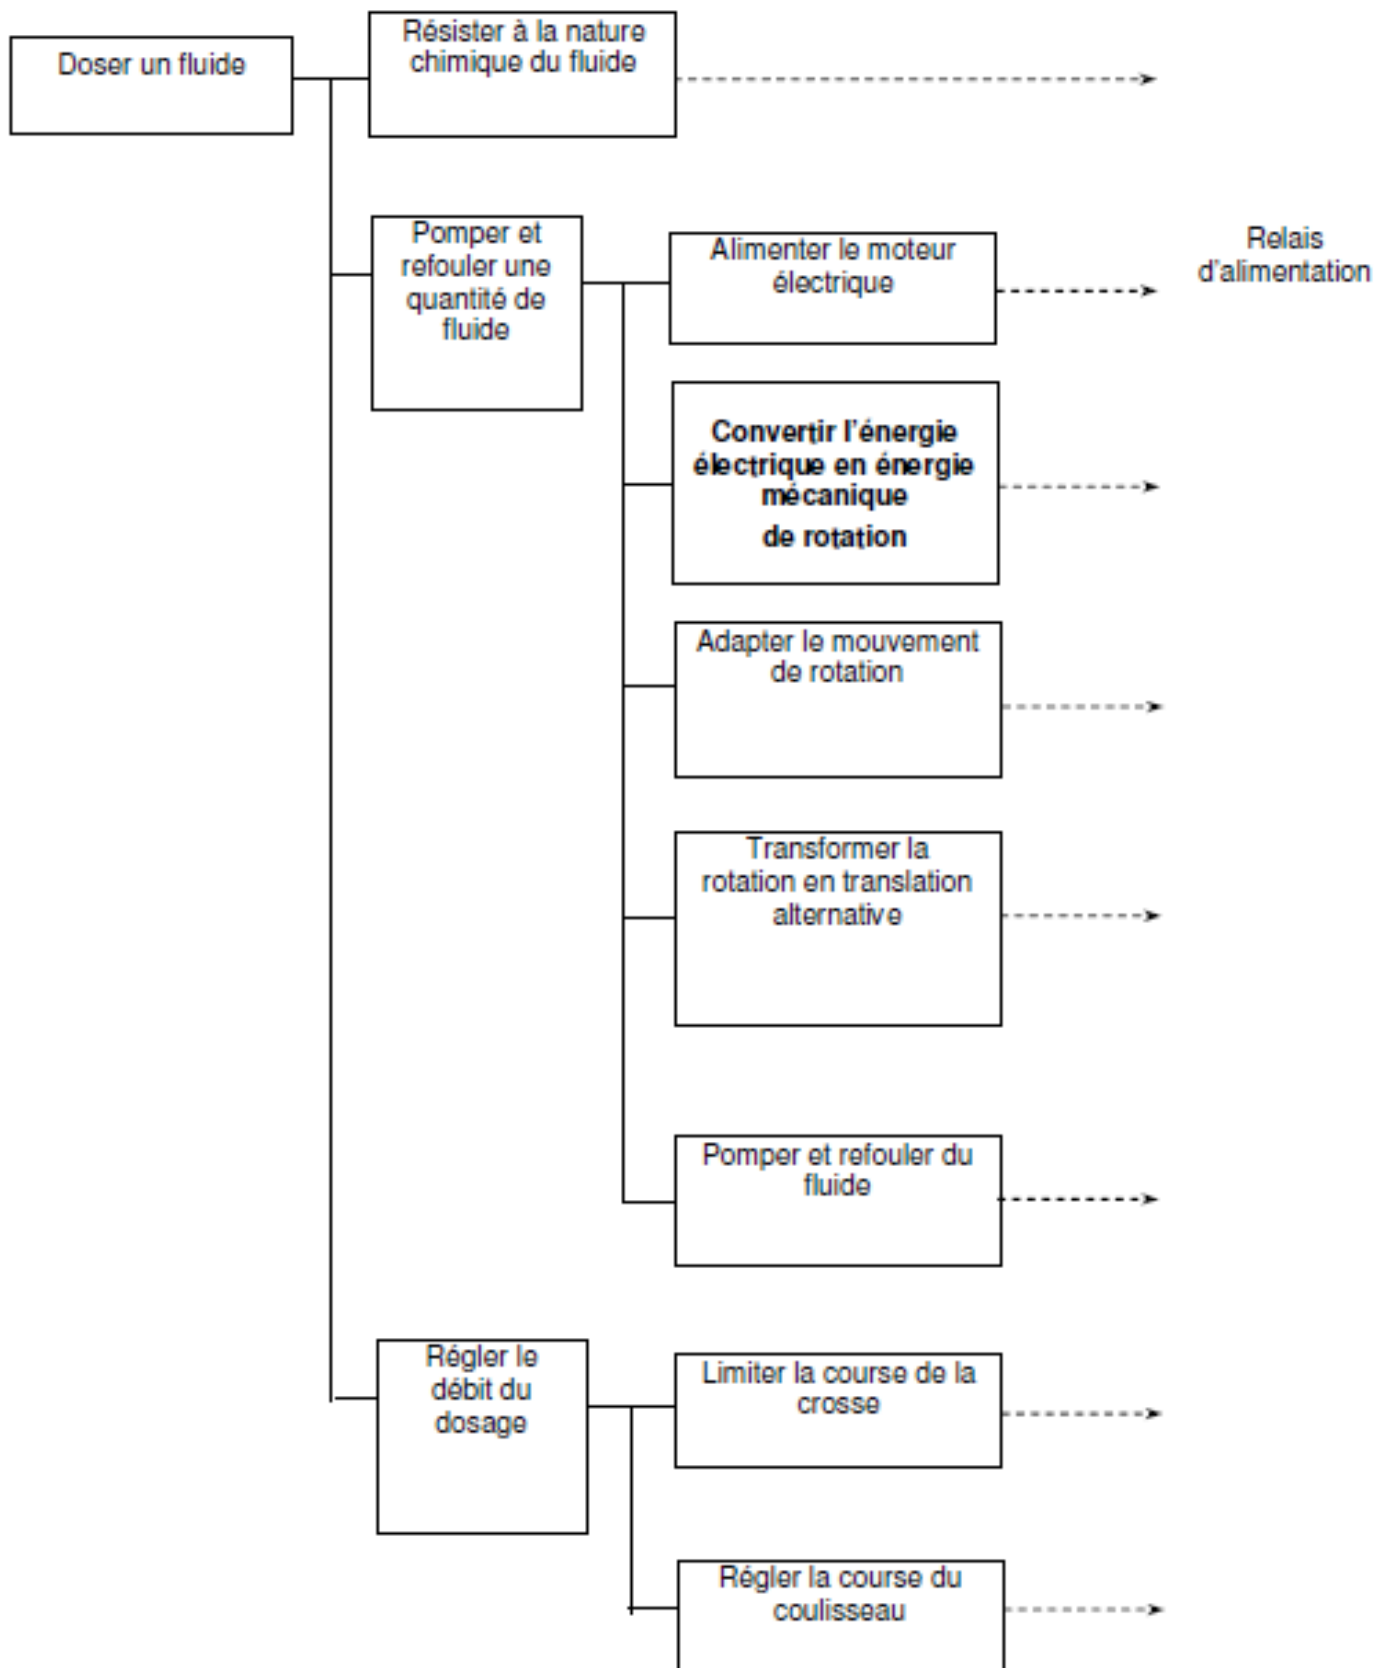 Doser un fluide
Résister à la nature
chimique du fluide
Pomper et
refouler une
quantité de
fluide
Alimenter le moteur
électrique
Relais
d'alimentation
Convertir l'énergie
électrique en énergie
mécanique
de rotation
Adapter le mouvement
de rotation
Transformer la
rotation en translation
alternative
Pomper et refouler du
fluide
Régler le
débit du
dosage
Limiter la course de la
crosse
Régler la course du
coulisseau